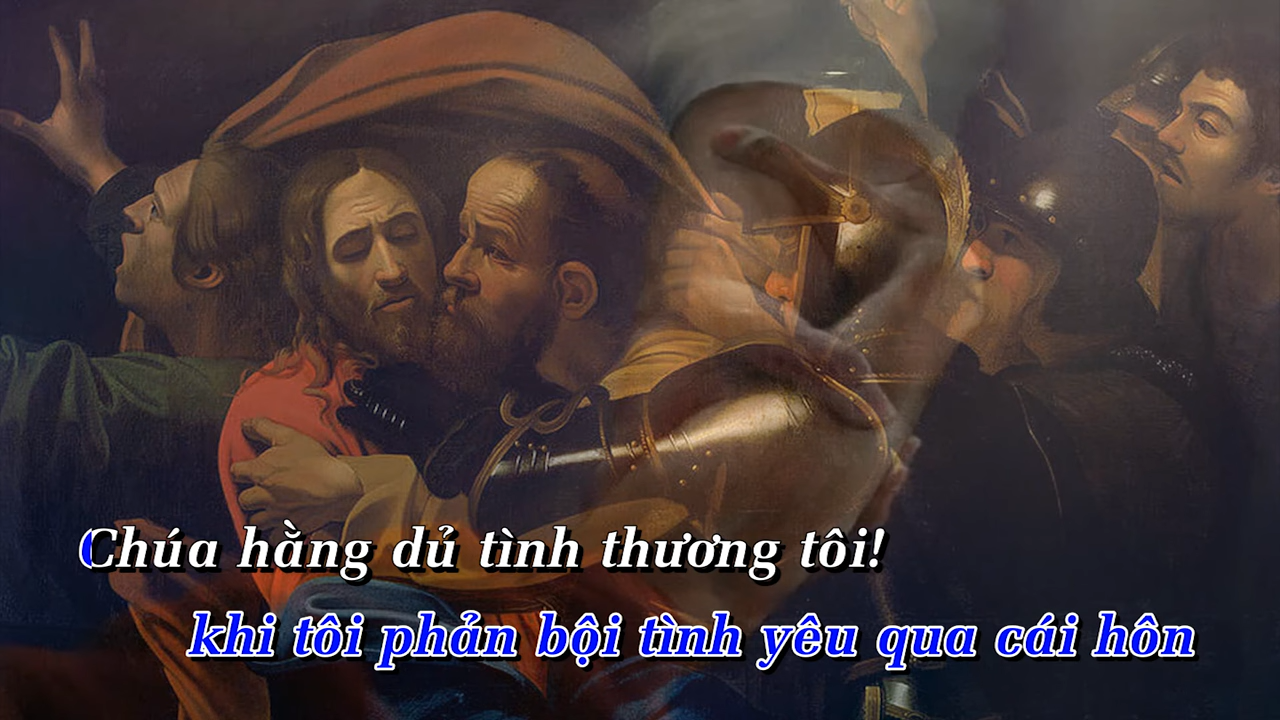 Chúa hằng dủ tình thương tôi!
khi tôi phản bội tình yêu qua cái hôn